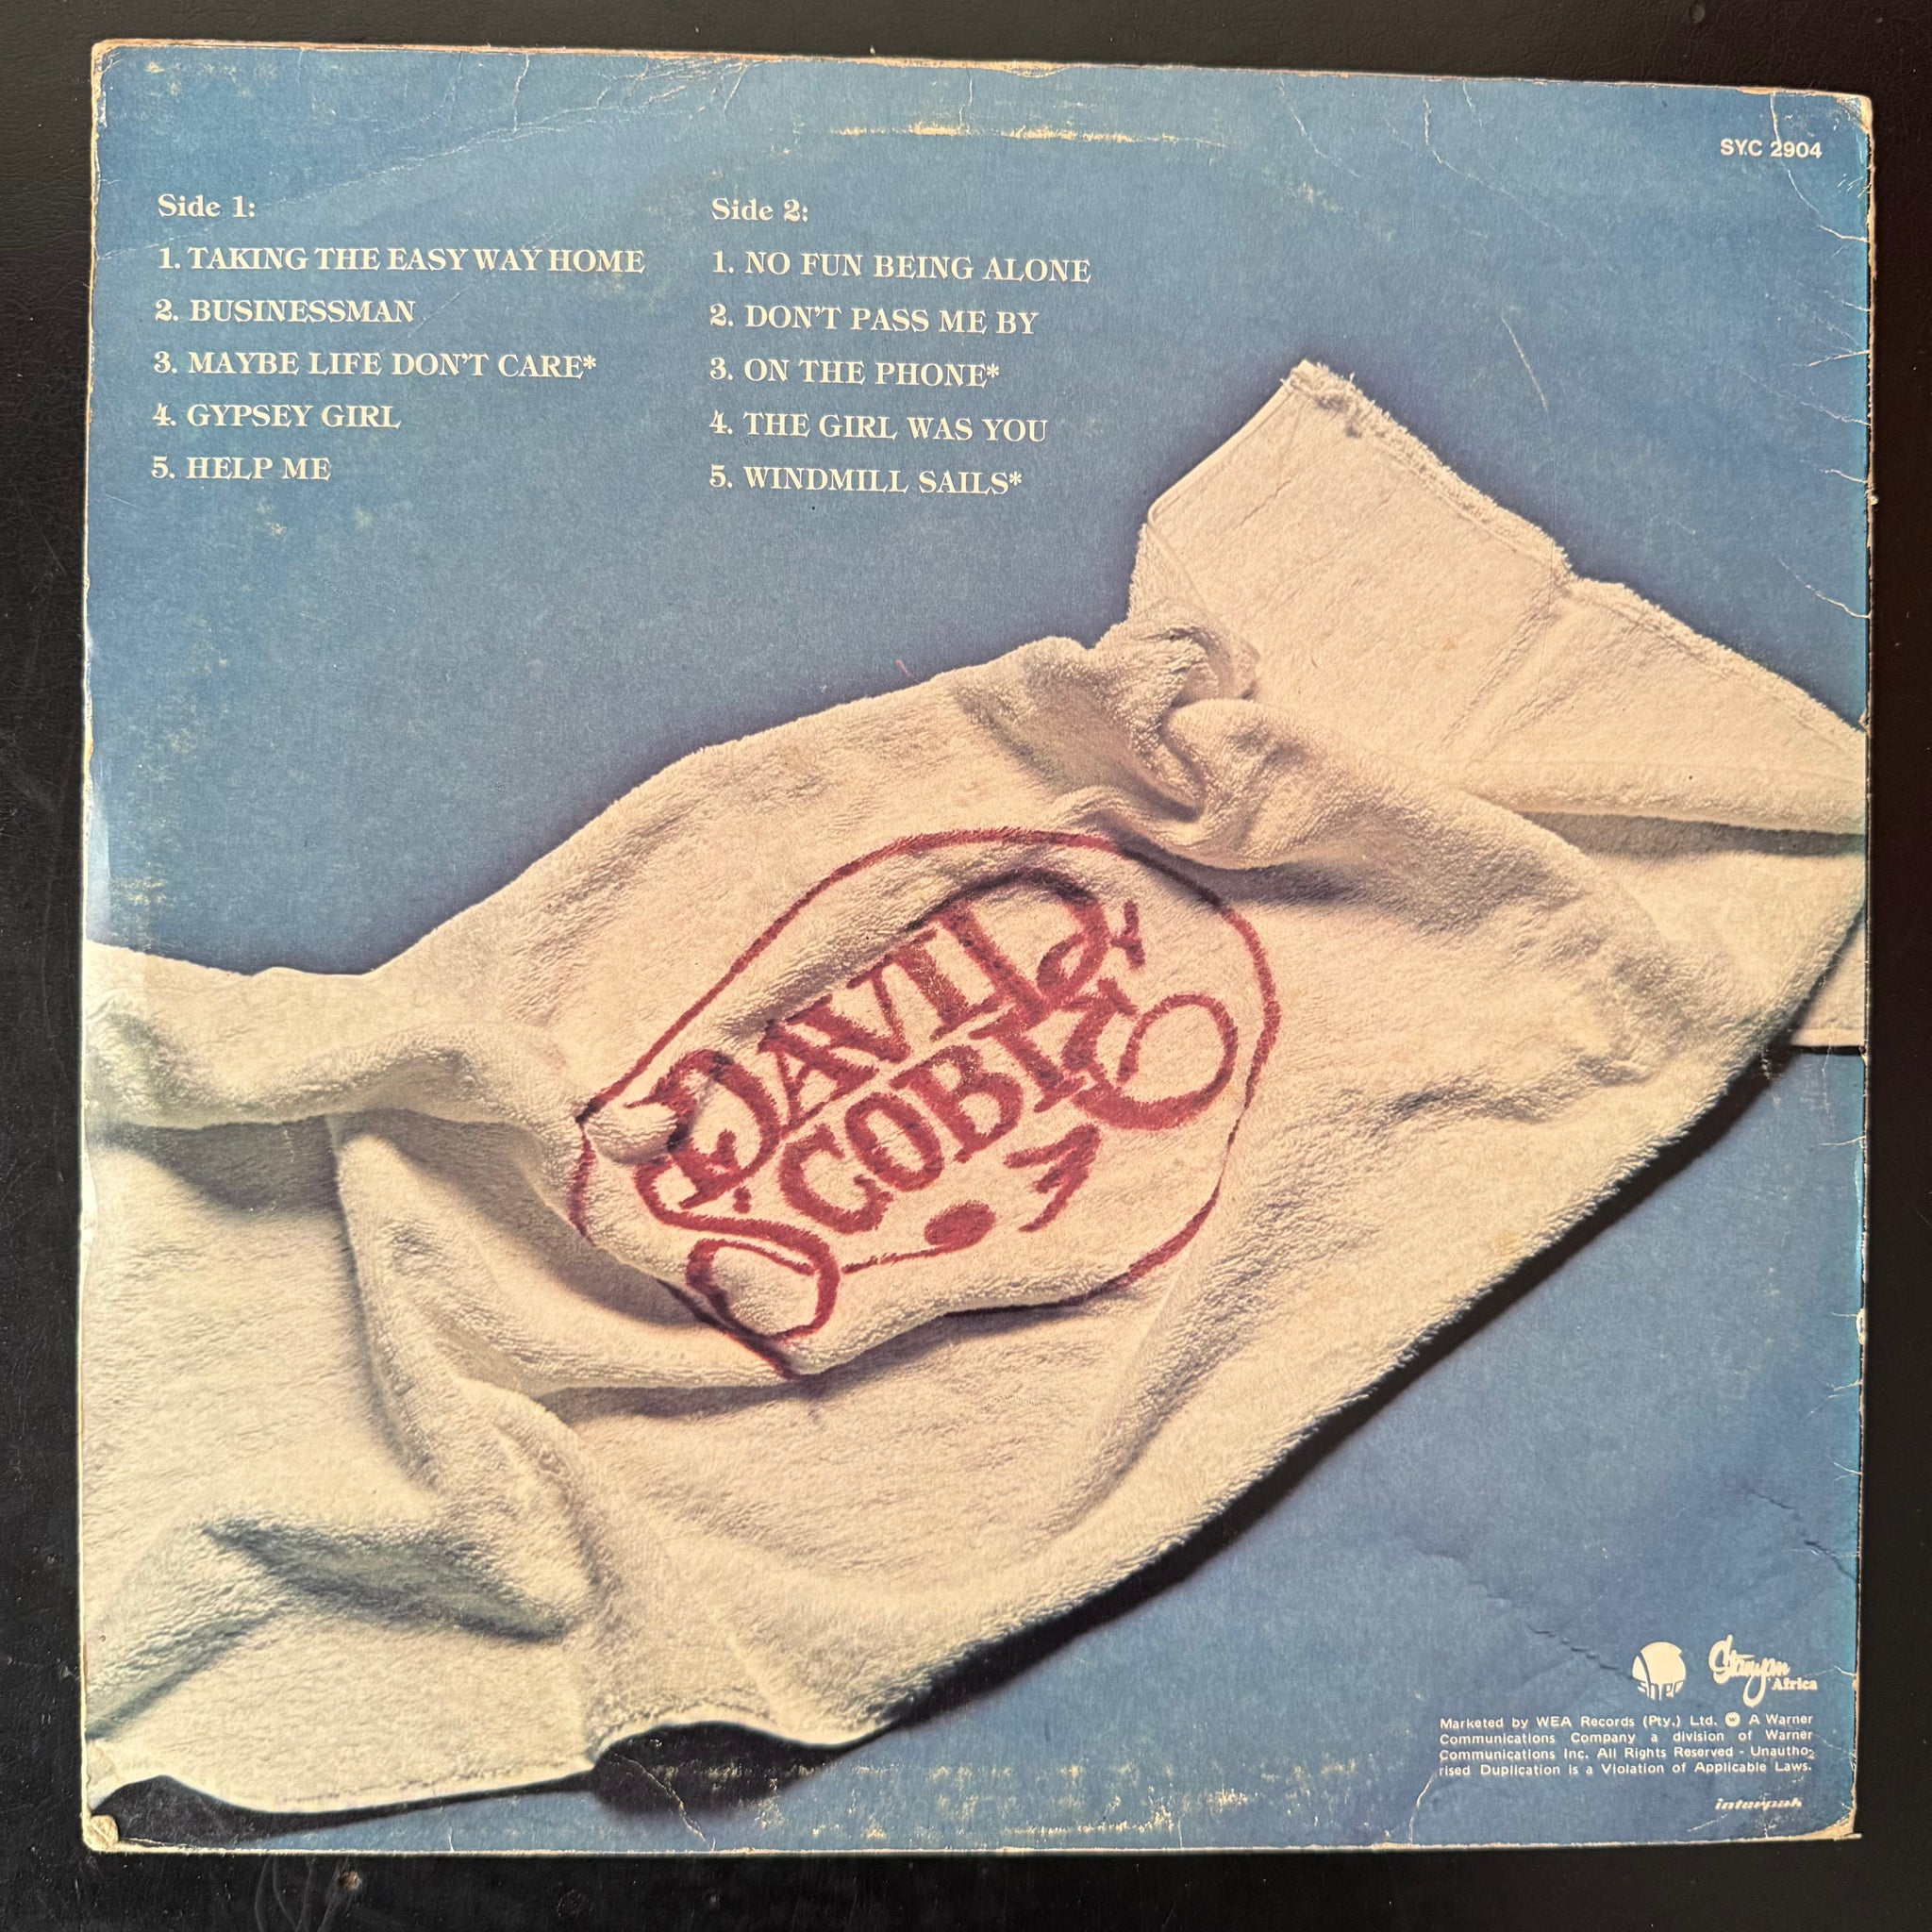 SYC 2904
Side 1:
1. TAKING THE EASY WAY HOME
2. BUSINESSMAN
3. MAYBE LIFE DON'T CARE*
4. GYPSEY GIRL
5. HELP ME
Side 2:
1. NO FUN BEING ALONE
2. DON'T PASS ME BY
3. ON THE PHONE*
4. THE GIRL WAS YOU
5. WINDMILL SAILS*
DAVID
SCOBIE
Africa
Marketed by WEA Records (Pty.) Ltd. A Warner
Communications Company a division of Warner
Communications Inc. All Rights Reserved - Unautho-
rised Duplication is a Violation of Applicable Laws.
interpak